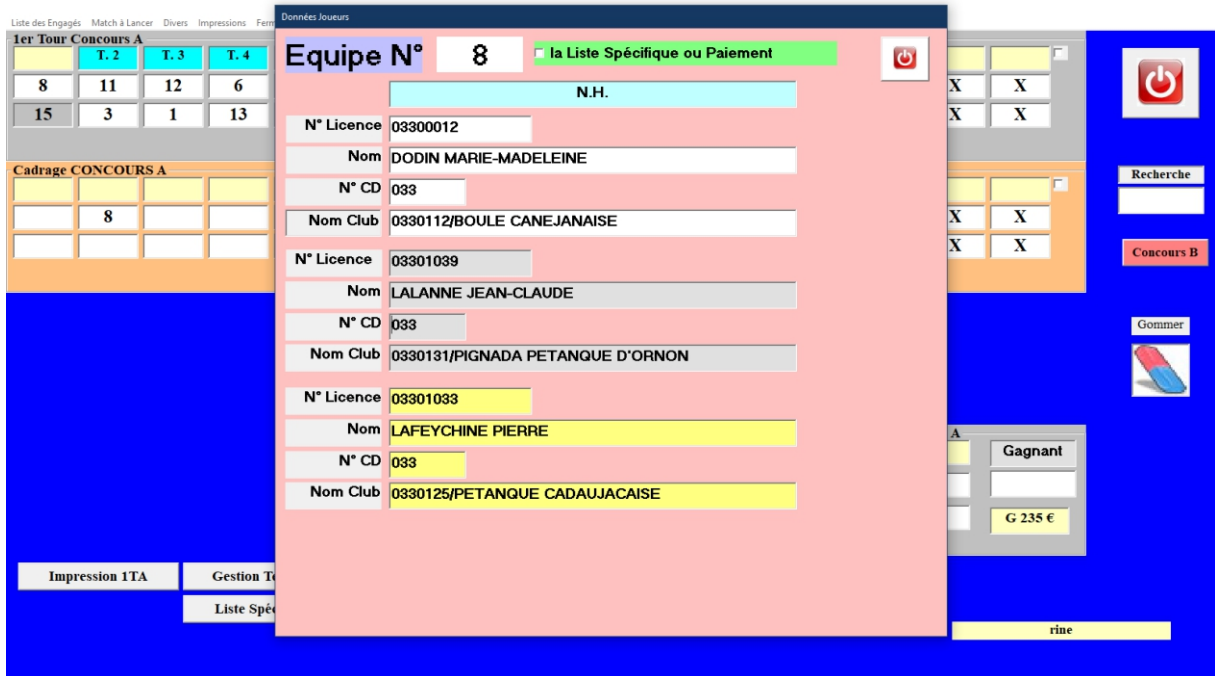 Liste des Engagés Match à Lancer Divers Impressions
Données Joueurs
1er Tour Concours A
T. 2 T. 3 T. 4
8 11 12 6 X X
15 3 1 13 X X
Equipe N° 8 la Liste Spécifique ou Paiement
N.H.
N° Licence 03300012
Nom DODIN MARIE-MADELEINE
N° CD 033
Nom Club 0330112/BOULE CANEJANAISE
N° Licence 03301039
Nom LALANNE JEAN-CLAUDE
N° CD 033
Nom Club 0330131/PIGNADA PETANQUE D'ORNON
N° Licence 03301033
Nom LAFEYCHINE PIERRE
N° CD 033
Nom Club 0330125/PETANQUE CADAUJACAISE
Cadrage CONCOURS A
8 X X
X X
Recherche
Concours B
Gommer
A
Gagnant
G 235 €
Impression 1TA Gestion
Liste
rine